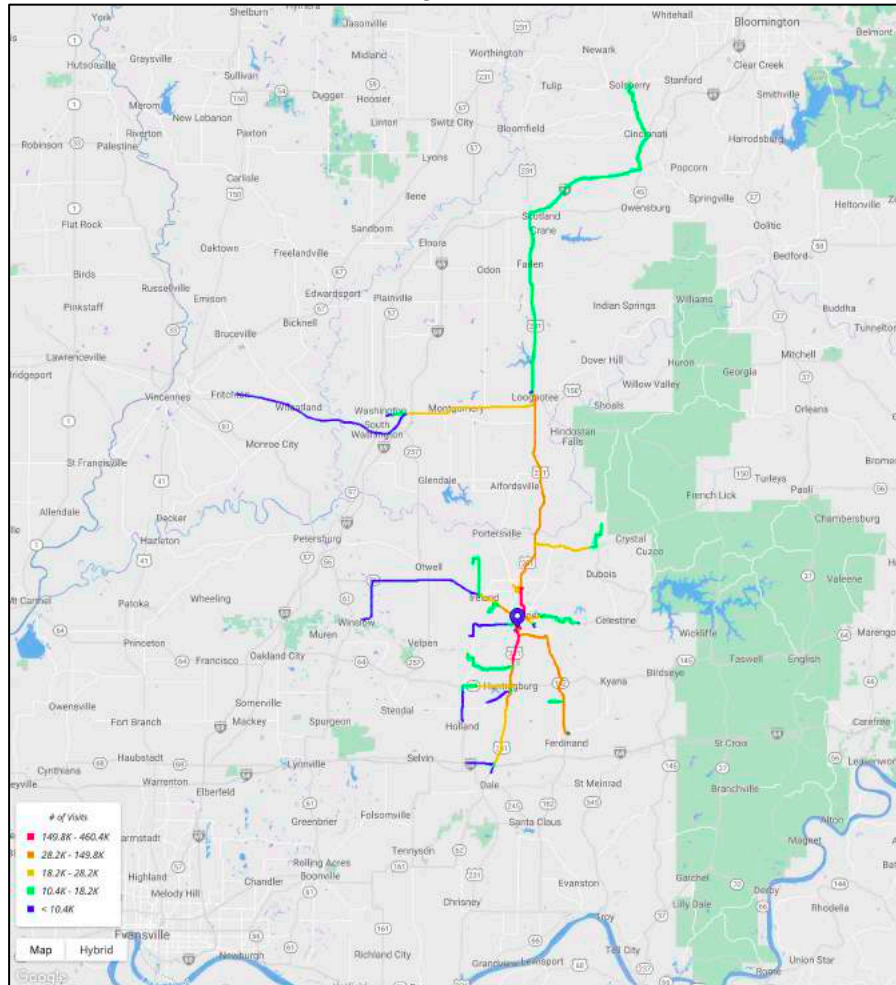 York
Shelburn
Jasonville
Whitehall
Bloomington
Hutsonville
Graysville
Sullivan
Midland
Worthington
Newark
Belmont
Robinson
Merom
Dugger
Hoosier
Tulip
Solsberry
Stanford
Clear Creek
New Lebanon
Linton
Switz City
Smithville
Riverton
Paxton
Bloomfield
Cincinnati
Harrodsburg
Palestine
Lyons
Carlisle
Popcorn
Ilene
Springville
Flat Rock
Owensburg
Heltonville
Sandborn
Scotland
Oolitic
Oaktown
Freelandville
Elnora
Crane
Bedford
Birds
Odon
Farlen
Russellville
Edwardsport
Plainville
Williams
Pinkstaff
Emison
Bicknell
Indian Springs
Buddha
Bruceville
Tunnelton
Lawrenceville
Dover Hill
Huron
Mitchell
Bridgeport
Georgia
Willow Valley
Vincennes
Fritchton
Wheatland
Washington
Montgomery
Loogootee
Shoals
Orleans
South Washington
Hindostan Falls
Monroe City
St Francisville
Turleys
Glendale
Alfordsville
French Lick
Paoli
Allendale
Decker
Chambersburg
Hazleton
Petersburg
Portersville
Crystal
Cuzco
Otwell
Dubois
Valeene
Mt Carmel
Patoka
Wheeling
Ireland
Winslow
Celestine
Muren
Velpen
Wickliffe
Princeton
Oakland City
Marengo
Francisco
Taswell
English
Birdseye
Huntingburg
Kyana
Owensville
Somerville
Stendal
Fort Branch
Mackey
Spurgeon
Holland
Carefree
Haubstadt
Ferdinand
St Croix
Selvin
Cynthiana
Lynnville
Warrenton
Dale
St Meinrad
Elberfeld
Branchville
Folsomville
Santa Claus
Greenbrier
Alton
Magnet
Tennyson
Rolling Acres
Highland
Boonville
Chandler
Gatchel
Evanston
Derby
Melody Hill
Chrisney
Lilly Dale
Rhodelia
Troy
Evansville
Tell City
Newburgh
Richland City
Union Star
Grandview
Lewisport
Rome
# of Visits
149.8K - 460.4K
28.2K - 149.8K
18.2K - 28.2K
10.4K - 18.2K
< 10.4K
Map Hybrid
Google